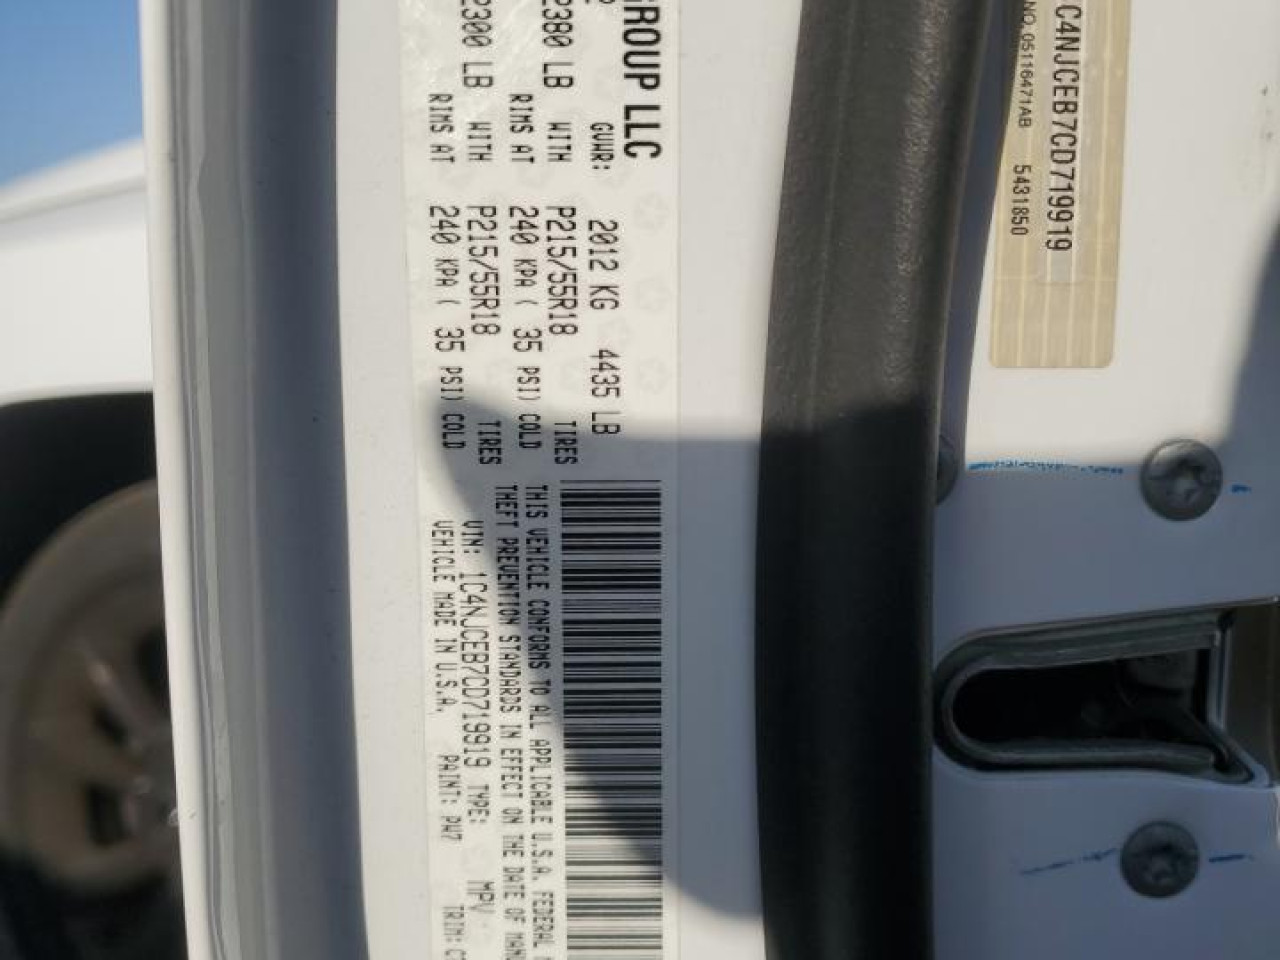 GROUP LLC
GVWR: 2012 KG 4435 LB
2380 LB WITH P215/55R18 TIRES
RIMS AT 240 KPA ( 35 PSI) COLD
2300 LB WITH P215/55R18 TIRES
RIMS AT 240 KPA ( 35 PSI) COLD
THIS VEHICLE CONFORMS TO ALL APPLICABLE U.S.A. FEDERAL
THEFT PREVENTION STANDARDS IN EFFECT ON THE DATE OF
VIN: 1C4NJCEB7CD719919 TYPE: MPV
VEHICLE MADE IN U.S.A. PAINT: PW7 TRIM:
C4NJCEB7CD719919
NO. 05116471AB 5431850